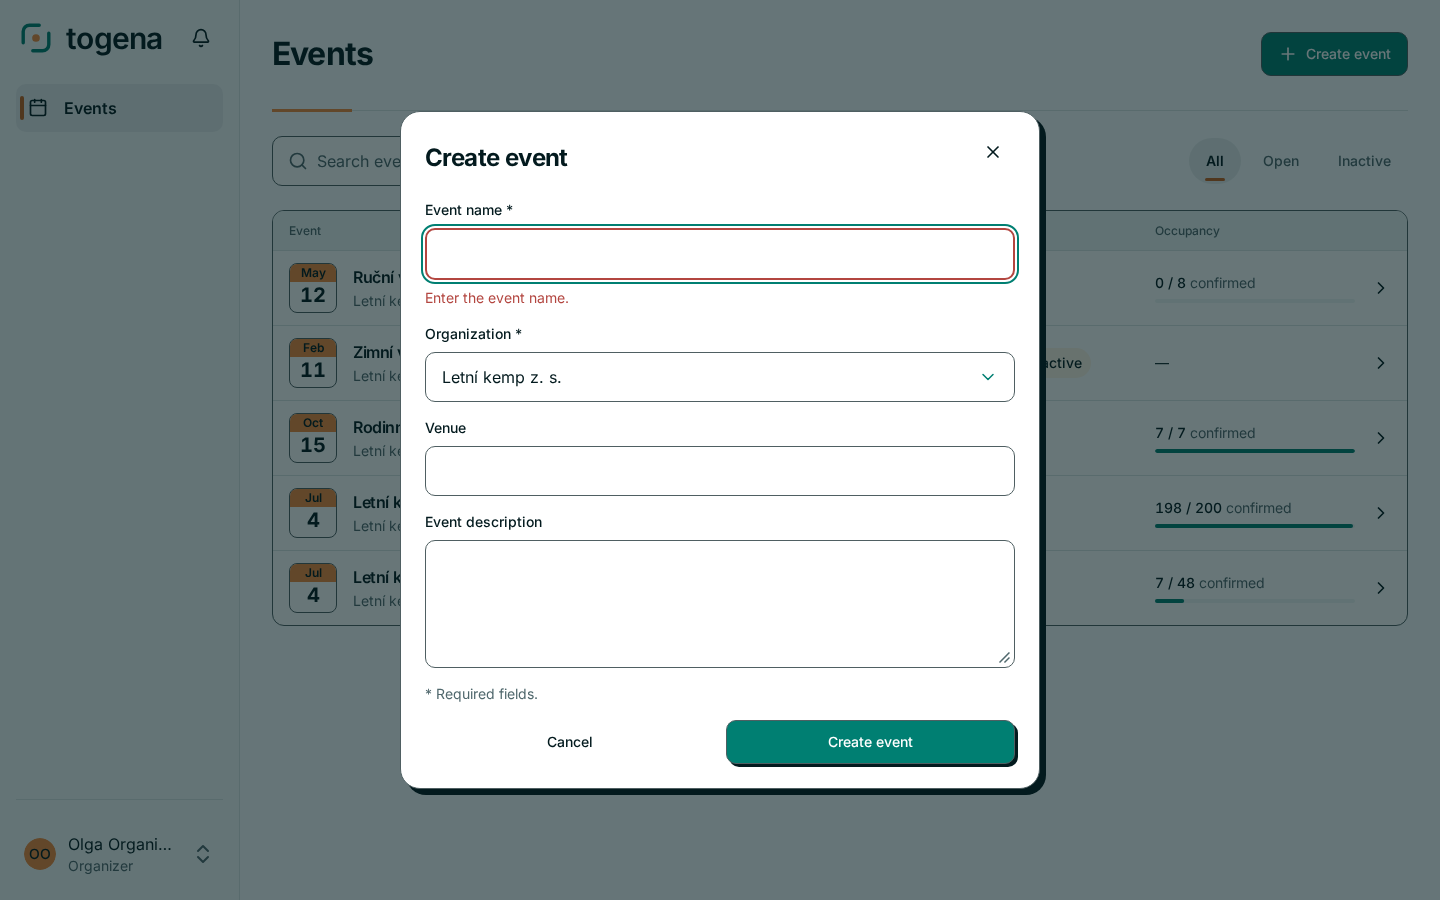 togena
Events
Create event
Events
Search eve
All
Open
Inactive
Event
Occupancy
May
12
Ruční
Letní ke
0 / 8 confirmed
Feb
11
Zimní
Letní ke
active
—
Oct
15
Rodin
Letní ke
7 / 7 confirmed
Jul
4
Letní k
Letní ke
198 / 200 confirmed
Jul
4
Letní k
Letní ke
7 / 48 confirmed
Create event
Event name *
Enter the event name.
Organization *
Letní kemp z. s.
Venue
Event description
* Required fields.
Cancel
Create event
OO
Olga Organi...
Organizer